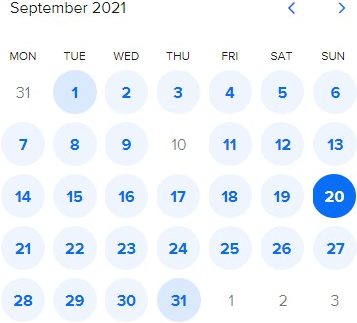 September 2021
MON TUE WED THU FRI SAT SUN
31 1 2 3 4 5 6
7 8 9 10 11 12 13
14 15 16 17 18 19 20
21 22 23 24 25 26 27
28 29 30 31 1 2 3